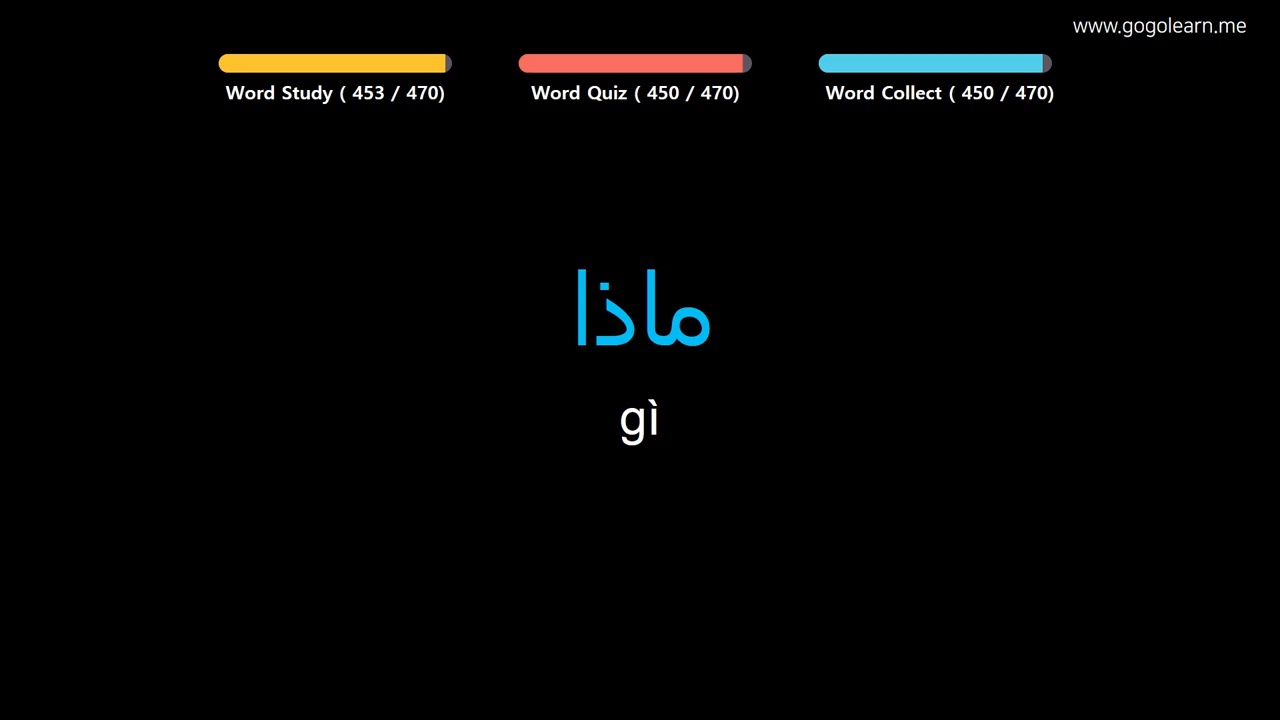 www.gogolearn.me
Word Study ( 453 / 470)
Word Quiz ( 450 / 470)
Word Collect ( 450 / 470)
ماذا
gì